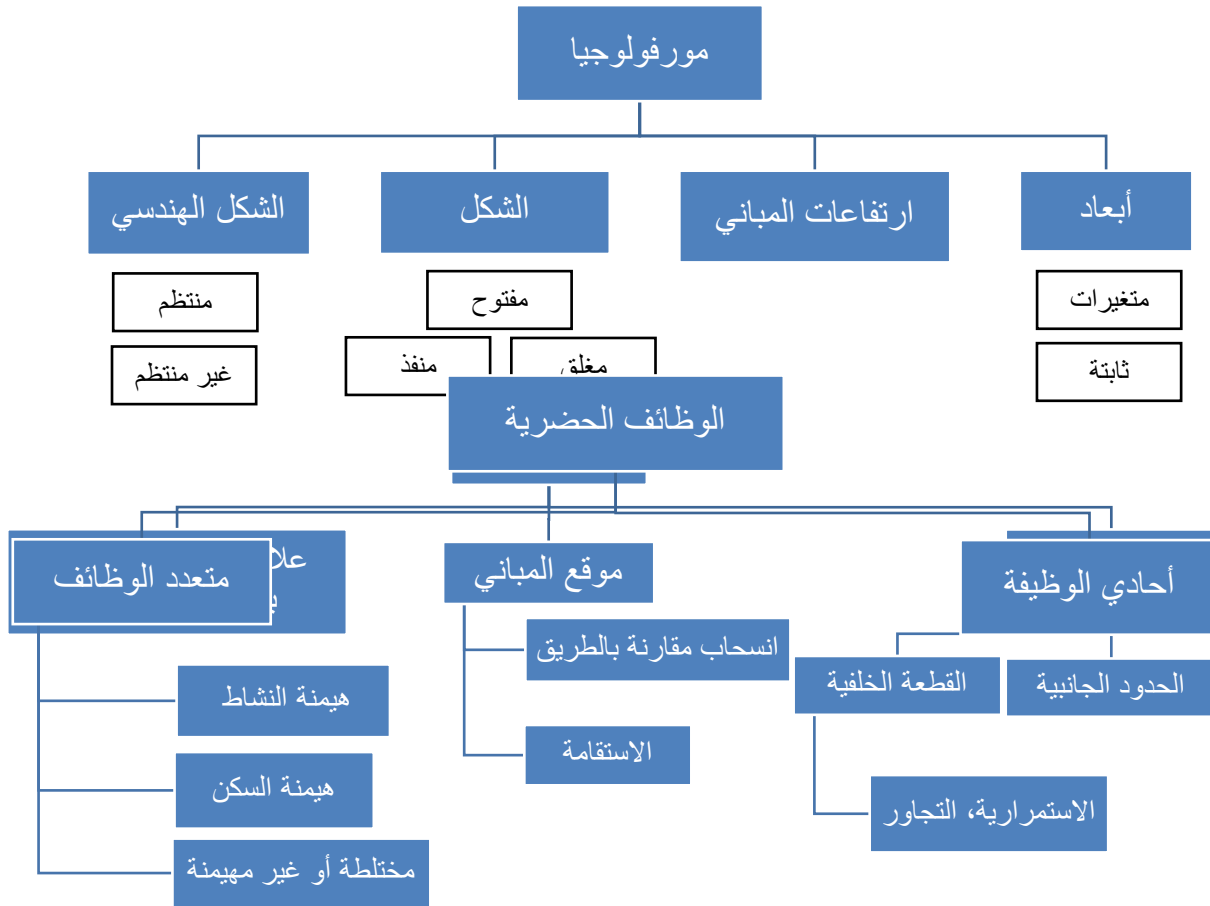 مورفولوجيا
أبعاد
ارتفاعات المباني
الشكل
الشكل الهندسي
متغيرات
مفتوح
منتظم
ثابتة
مغلق
منفذ
غير منتظم
الوظائف الحضرية
أحادي الوظيفة
موقع المباني
متعدد الوظائف
انسحاب مقارنة بالطريق
الحدود الجانبية
القطعة الخلفية
هيمنة النشاط
الاستقامة
هيمنة السكن
الاستمرارية، التجاور
مختلطة أو غير مهيمنة